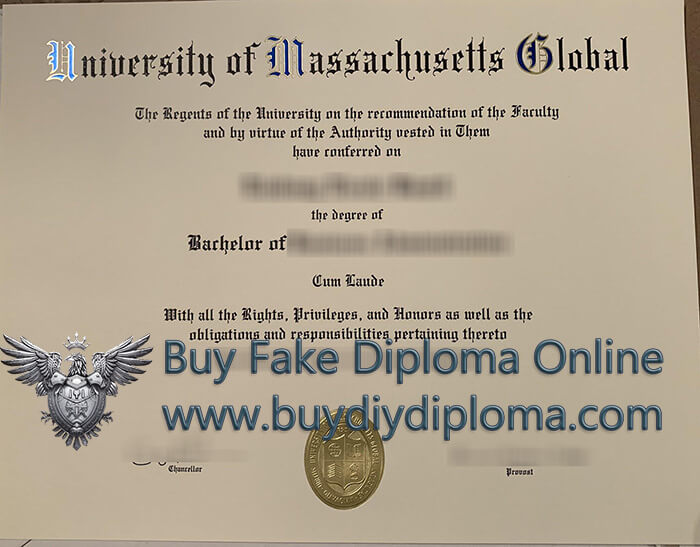 University of Massachusetts Global
The Regents of the University on the recommendation of the Faculty
and by virtue of the Authority vested in Them
have conferred on
the degree of
Bachelor of
Cum Laude
With all the Rights, Privileges, and Honors as well as the
obligations and responsibilities pertaining thereto
Buy Fake Diploma Online
www.buydiydiploma.com
Chancellor
Provost